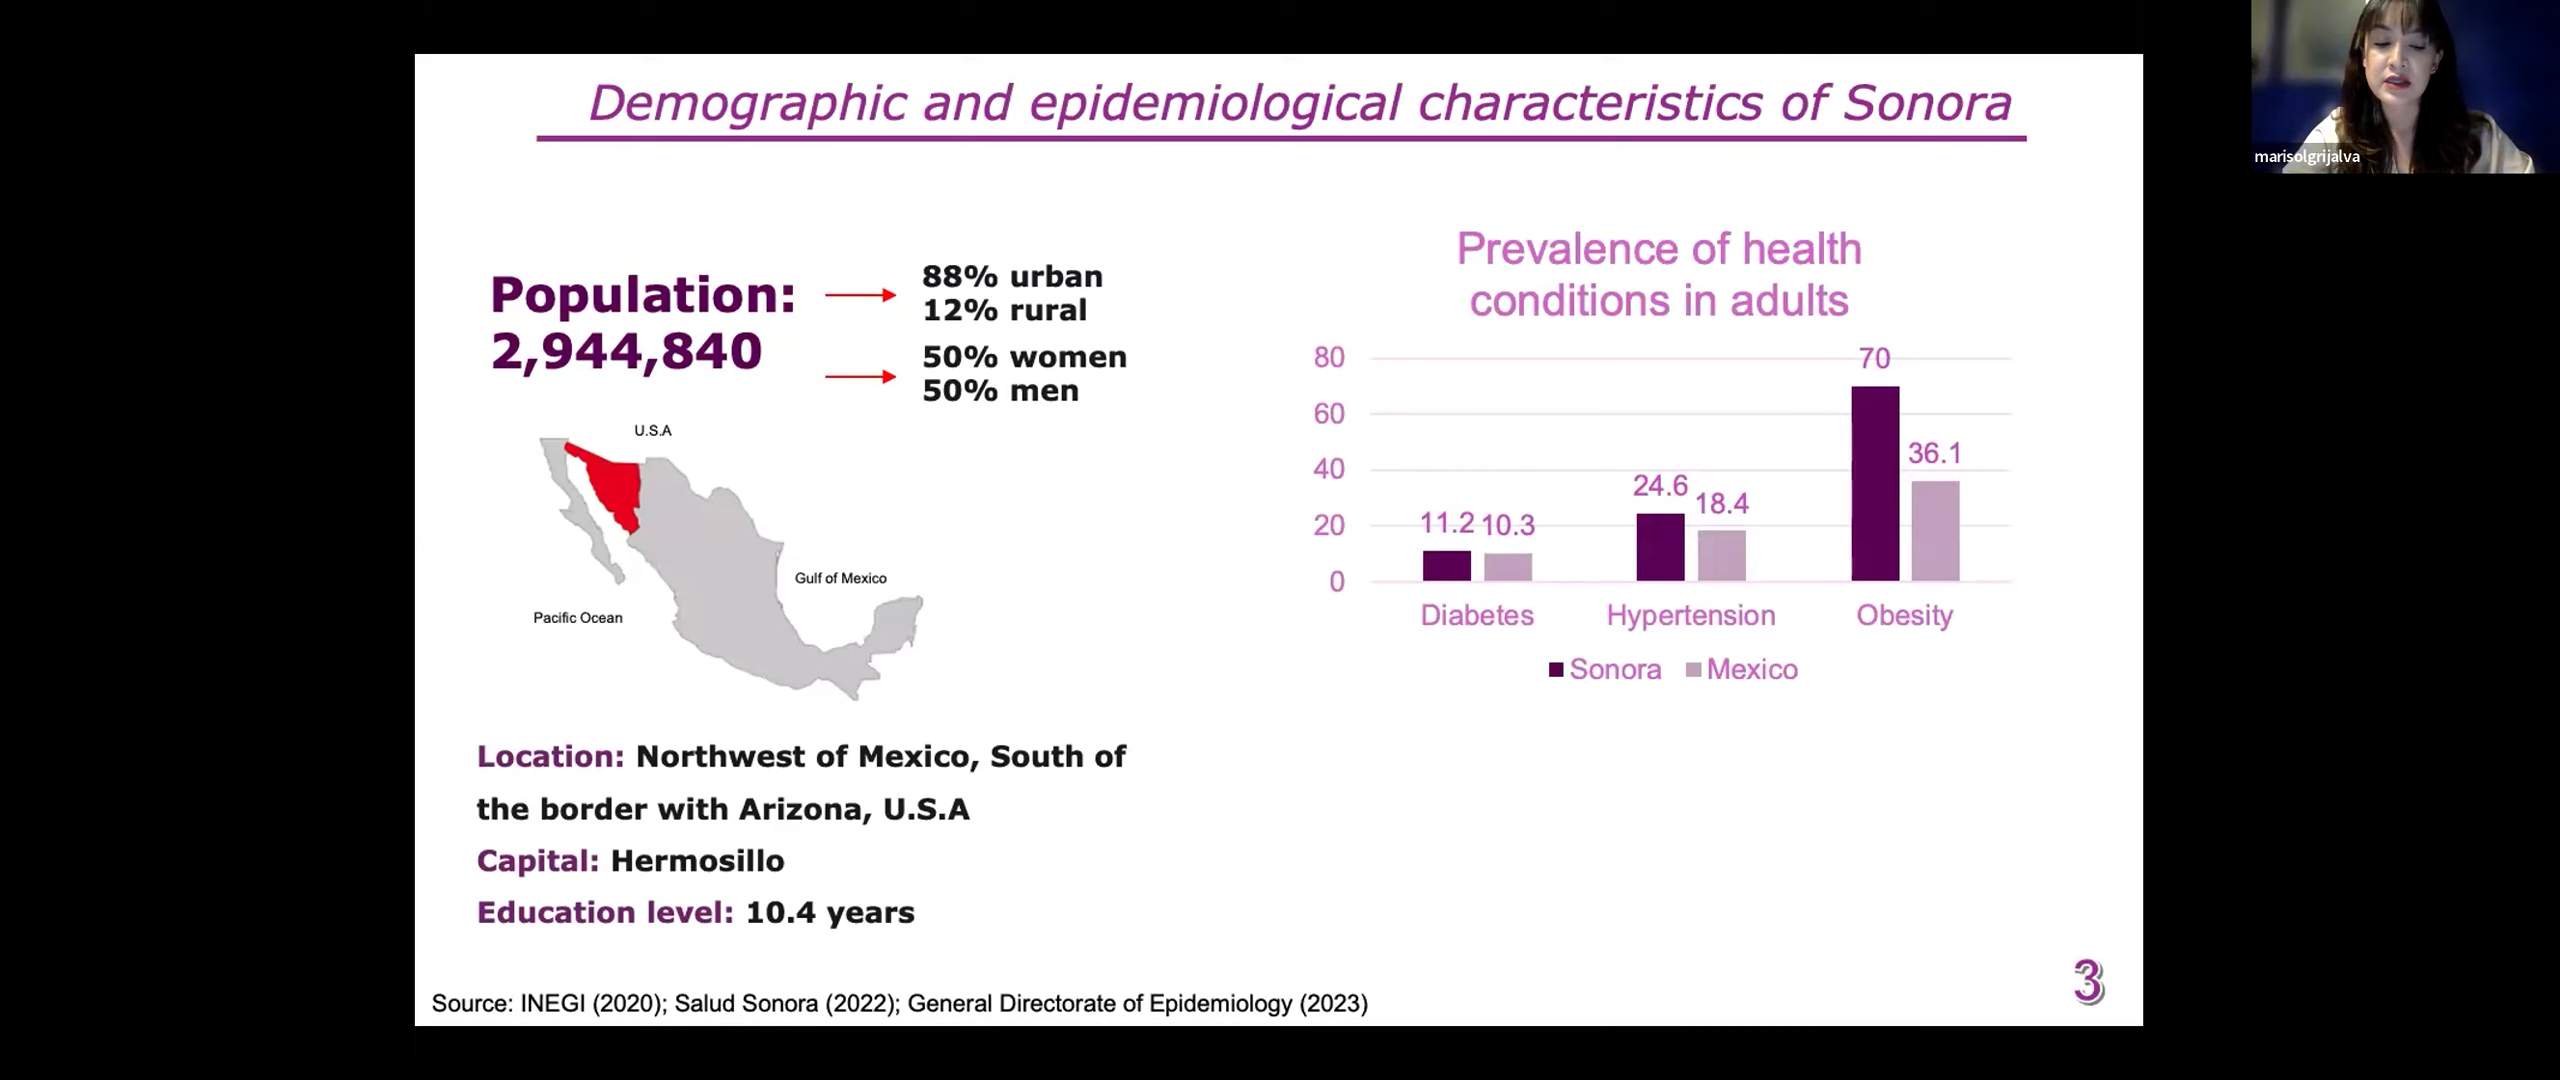 Demographic and epidemiological characteristics of Sonora
marisolgrijalva
Population:
2,944,840
88% urban
12% rural
50% women
50% men
U.S.A
Gulf of Mexico
Pacific Ocean
Location: Northwest of Mexico, South of
the border with Arizona, U.S.A
Capital: Hermosillo
Education level: 10.4 years
Prevalence of health
conditions in adults
80
60
40
20
0
11.2
10.3
24.6
18.4
70
36.1
Diabetes
Hypertension
Obesity
Sonora
Mexico
Source: INEGI (2020); Salud Sonora (2022); General Directorate of Epidemiology (2023)
3